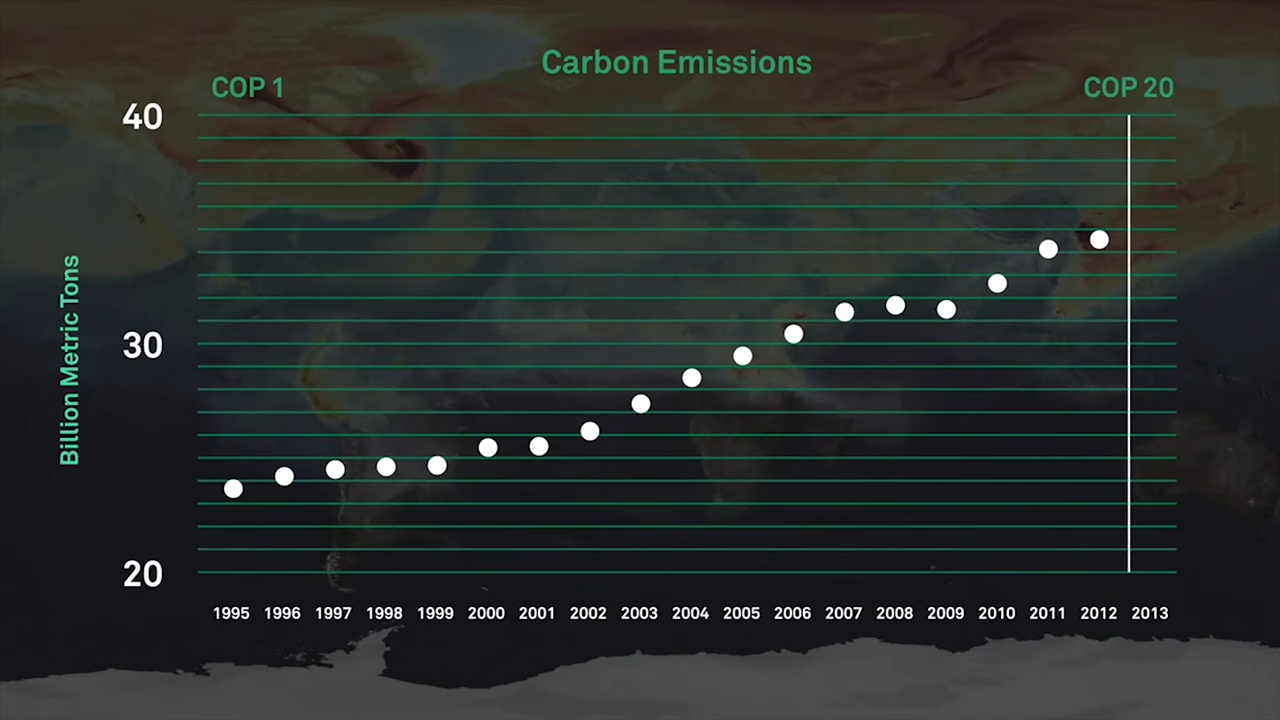 Carbon Emissions
COP 1
COP 20
40
30
20
Billion Metric Tons
1995 1996 1997 1998 1999 2000 2001 2002 2003 2004 2005 2006 2007 2008 2009 2010 2011 2012 2013